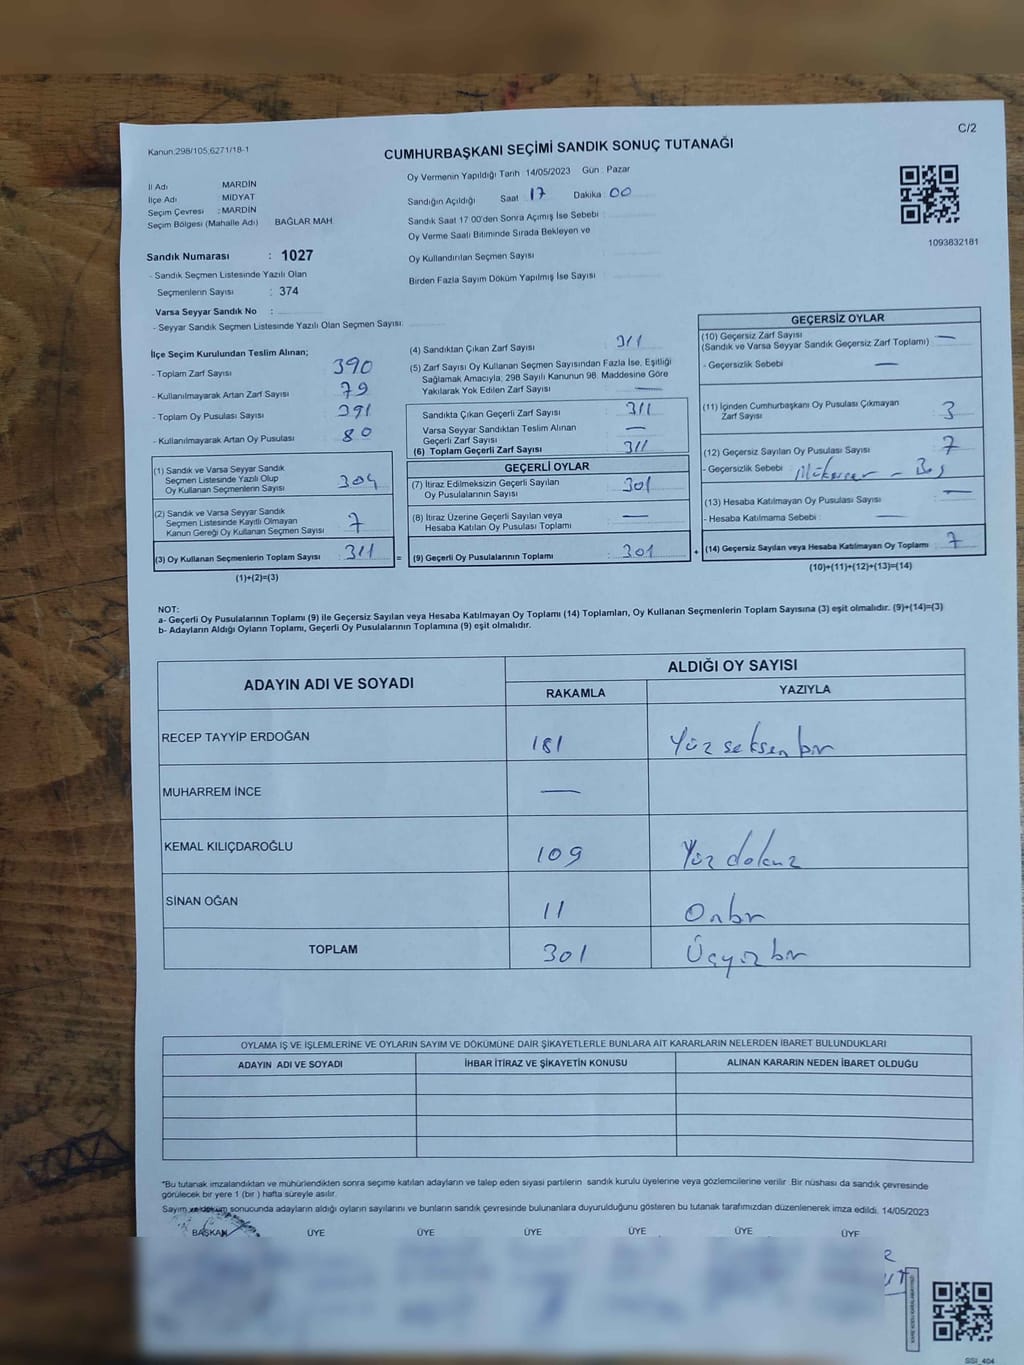 C/2
Kanun:298/105;6271/18-1
CUMHURBAŞKANI SEÇİMİ SANDIK SONUÇ TUTANAĞI
İl Adı MARDİN
İlçe Adı MİDYAT
Seçim Çevresi : MARDİN
Seçim Bölgesi (Mahalle Adı) BAĞLAR MAH.
Oy Vermenin Yapıldığı Tarih 14/05/2023 Gün : Pazar
Sandığın Açıldığı Saat 17 Dakika 00
Sandık Saat 17:00'den Sonra Açımış İse Sebebi :
Oy Verme Saati Bitiminde Sırada Bekleyen ve
Oy Kullandırılan Seçmen Sayısı
Birden Fazla Sayım Döküm Yapılmış İse Sayısı :
1093832181
Sandık Numarası : 1027
- Sandık Seçmen Listesinde Yazılı Olan
Seçmenlerin Sayısı : 374
Varsa Seyyar Sandık No :
- Seyyar Sandık Seçmen Listesinde Yazılı Olan Seçmen Sayısı:
İlçe Seçim Kurulundan Teslim Alınan;
- Toplam Zarf Sayısı 390
- Kullanılmayarak Artan Zarf Sayısı 79
- Toplam Oy Pusulası Sayısı 391
- Kullanılmayarak Artan Oy Pusulası 80
(1) Sandık ve Varsa Seyyar Sandık
Seçmen Listesinde Yazılı Olup
Oy Kullanan Seçmenlerin Sayısı 304
(2) Sandık ve Varsa Seyyar Sandık
Seçmen Listesinde Kayıtlı Olmayan
Kanun Gereği Oy Kullanan Seçmen Sayısı 7
(3) Oy Kullanan Seçmenlerin Toplam Sayısı : 311 =
(1)+(2)=(3)
(4) Sandıktan Çıkan Zarf Sayısı : 311
(5) Zarf Sayısı Oy Kullanan Seçmen Sayısından Fazla İse, Eşitliği
Sağlamak Amacıyla; 298 Sayılı Kanunun 98. Maddesine Göre
Yakılarak Yok Edilen Zarf Sayısı —
Sandıkta Çıkan Geçerli Zarf Sayısı 311
Varsa Seyyar Sandıktan Teslim Alınan
Geçerli Zarf Sayısı —
(6) Toplam Geçerli Zarf Sayısı 311
GEÇERLİ OYLAR
(7) İtiraz Edilmeksizin Geçerli Sayılan
Oy Pusulalarının Sayısı 301
(8) İtiraz Üzerine Geçerli Sayılan veya
Hesaba Katılan Oy Pusulası Toplamı —
(9) Geçerli Oy Pusulalarının Toplamı : 301 +
GEÇERSİZ OYLAR
(10) Geçersiz Zarf Sayısı
(Sandık ve Varsa Seyyar Sandık Geçersiz Zarf Toplamı) —
- Geçersizlik Sebebi —
(11) İçinden Cumhurbaşkanı Oy Pusulası Çıkmayan
Zarf Sayısı 3
(12) Geçersiz Sayılan Oy Pusulası Sayısı 7
- Geçersizlik Sebebi Mükerrer - Boş
(13) Hesaba Katılmayan Oy Pusulası Sayısı —
- Hesaba Katılmama Sebebi : —
(14) Geçersiz Sayılan veya Hesaba Katılmayan Oy Toplamı 7
(10)+(11)+(12)+(13)=(14)
NOT:
a- Geçerli Oy Pusulalarının Toplamı (9) ile Geçersiz Sayılan veya Hesaba Katılmayan Oy Toplamı (14) Toplamları, Oy Kullanan Seçmenlerin Toplam Sayısına (3) eşit olmalıdır. (9)+(14)=(3)
b- Adayların Aldığı Oyların Toplamı, Geçerli Oy Pusulalarının Toplamına (9) eşit olmalıdır.
ADAYIN ADI VE SOYADI ALDIĞI OY SAYISI
RAKAMLA YAZIYLA
RECEP TAYYİP ERDOĞAN 181 Yüz seksen bir
MUHARREM İNCE —
KEMAL KILIÇDAROĞLU 109 Yüz dokuz
SİNAN OĞAN 11 Onbir
TOPLAM 301 Üçyüzbir
OYLAMA İŞ VE İŞLEMLERİNE VE OYLARIN SAYIM VE DÖKÜMÜNE DAİR ŞİKAYETLERLE BUNLARA AİT KARARLARIN NELERDEN İBARET BULUNDUKLARI
ADAYIN ADI VE SOYADI İHBAR İTİRAZ VE ŞİKAYETİN KONUSU ALINAN KARARIN NEDEN İBARET OLDUĞU
*Bu tutanak imzalandıktan ve mühürlendikten sonra seçime katılan adayların ve talep eden siyasi partilerin sandık kurulu üyelerine veya gözlemcilerine verilir. Bir nüshası da sandık çevresinde
görülecek bir yere 1 (bir ) hafta süreyle asılır.
Sayım ve döküm sonucunda adayların aldığı oyların sayılarını ve bunların sandık çevresinde bulunanlara duyurulduğunu gösteren bu tutanak tarafımızdan düzenlenerek imza edildi. 14/05/2023
BAŞKAN ÜYE ÜYE ÜYE ÜYE ÜYE ÜYE
SSI_404